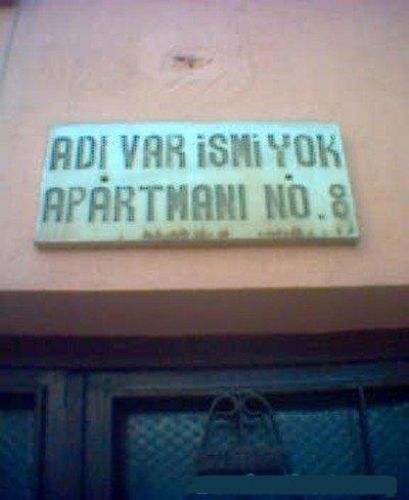 ADI VAR İSMİ YOK
APARTMANI NO.8